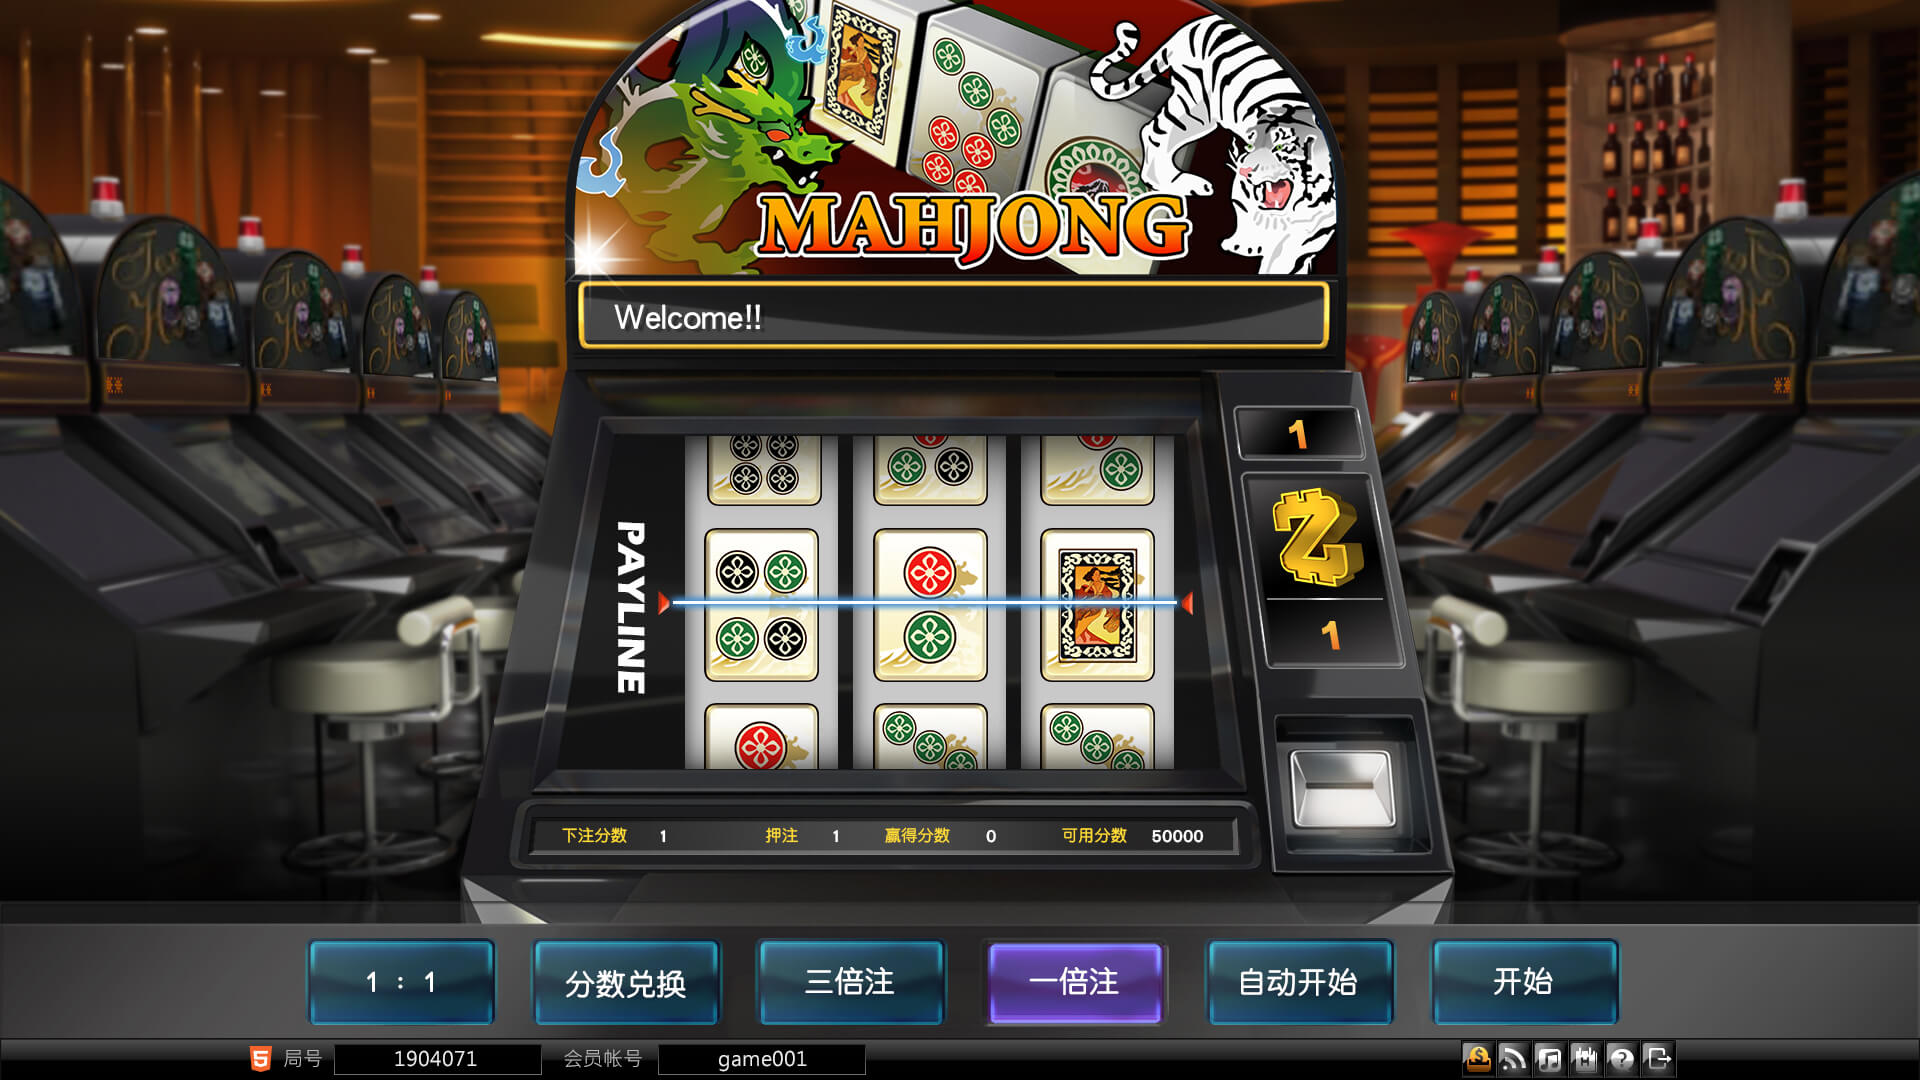 MAHJONG
Welcome!!
1
PAYLINE
1
下注分数 1 押注 1 赢得分数 0 可用分数 50000
1 : 1 分数兑换 三倍注 一倍注 自动开始 开始
局号 1904071 会员帐号 game001